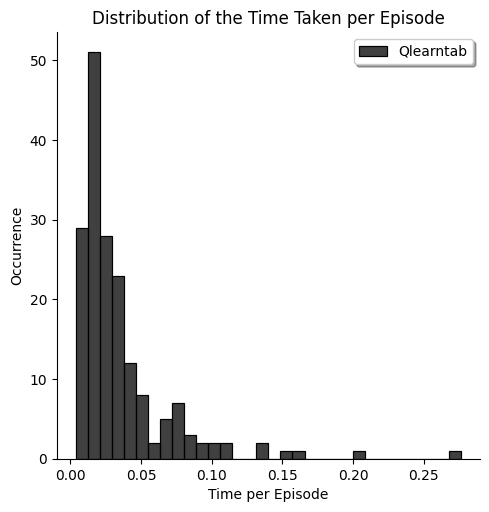 Distribution of the Time Taken per Episode
Qlearntab
50
40
30
20
10
0
Occurrence
0.00 0.05 0.10 0.15 0.20 0.25
Time per Episode